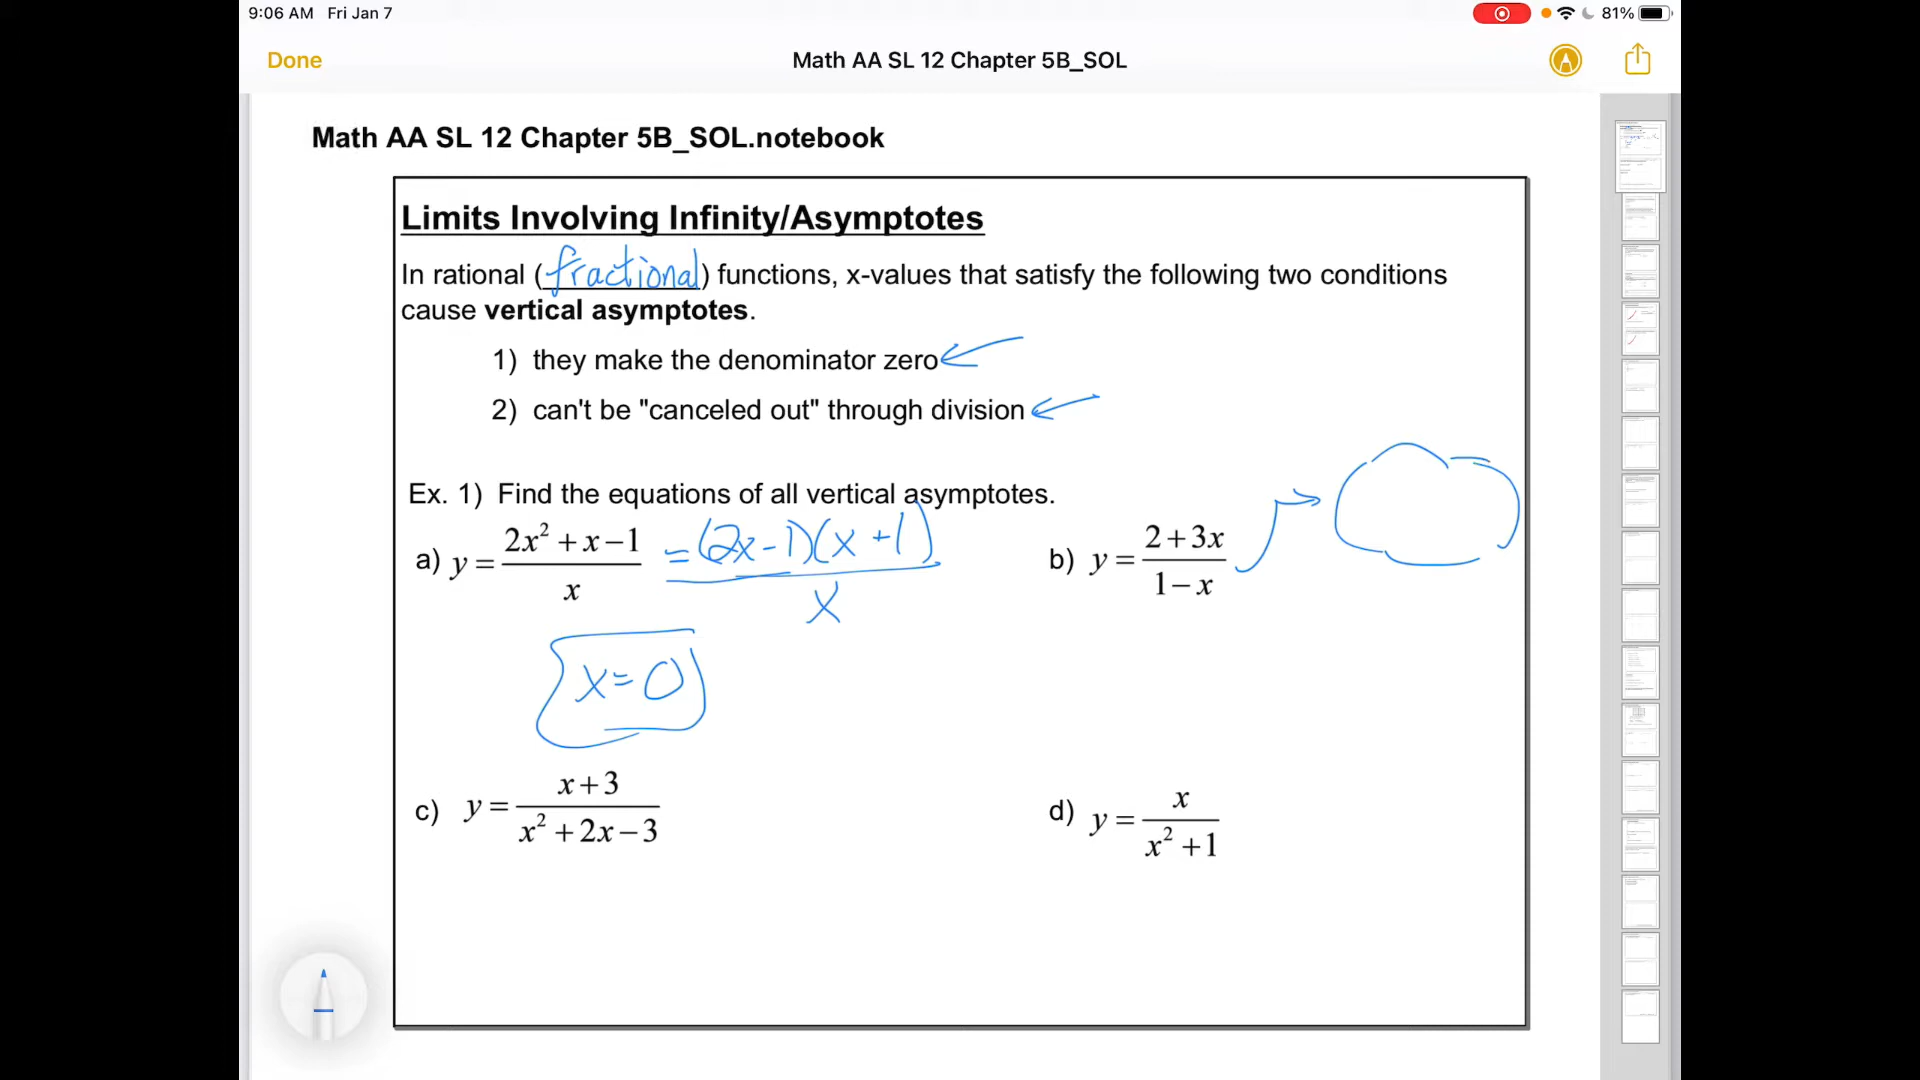 9:06 AM Fri Jan 7
81%
Done
Math AA SL 12 Chapter 5B_SOL
Math AA SL 12 Chapter 5B_SOL.notebook
Limits Involving Infinity/Asymptotes
In rational (fractional) functions, x-values that satisfy the following two conditions
cause vertical asymptotes.
1) they make the denominator zero
2) can't be "canceled out" through division
Ex. 1) Find the equations of all vertical asymptotes.
a) y = (2x² + x − 1)/x = (2x − 1)(x + 1)/x
x = 0
b) y = (2 + 3x)/(1 − x)
c) y = (x + 3)/(x² + 2x − 3)
d) y = x/(x² + 1)